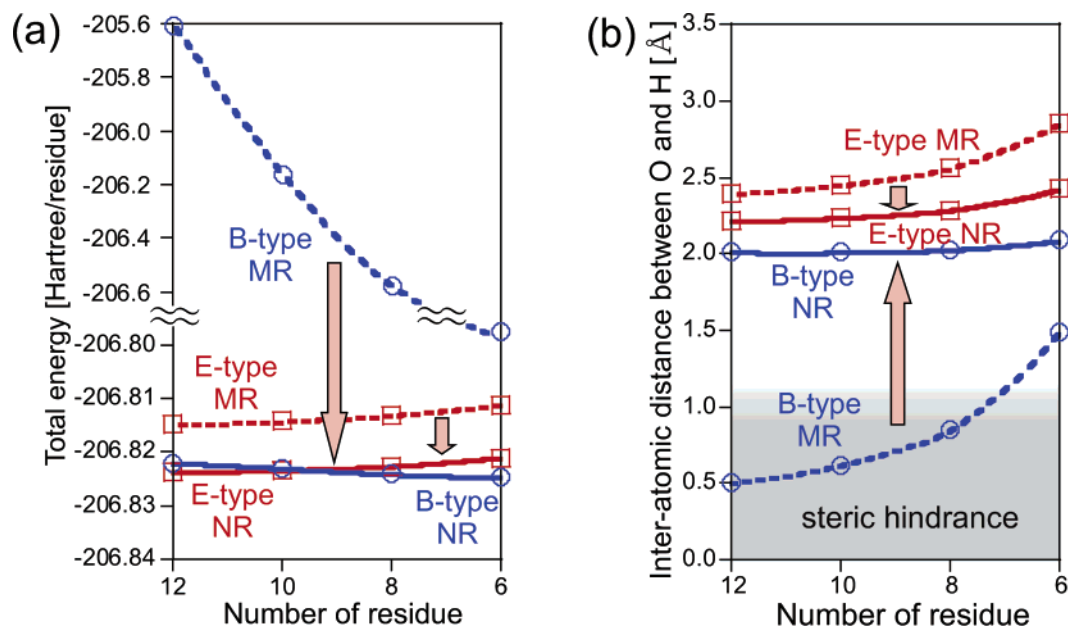 (a)
Total energy [Hartree/residue]
-205.6
-205.8
-206.0
-206.2
-206.4
-206.6
-206.80
-206.81
-206.82
-206.83
-206.84
B-type
MR
E-type
MR
E-type
NR
B-type
NR
12
10
8
6
Number of residue
(b)
Inter-atomic distance between O and H [Å]
3.5
3.0
2.5
2.0
1.5
1.0
0.5
0.0
E-type MR
E-type NR
B-type
NR
B-type
MR
steric hindrance
12
10
8
6
Number of residue